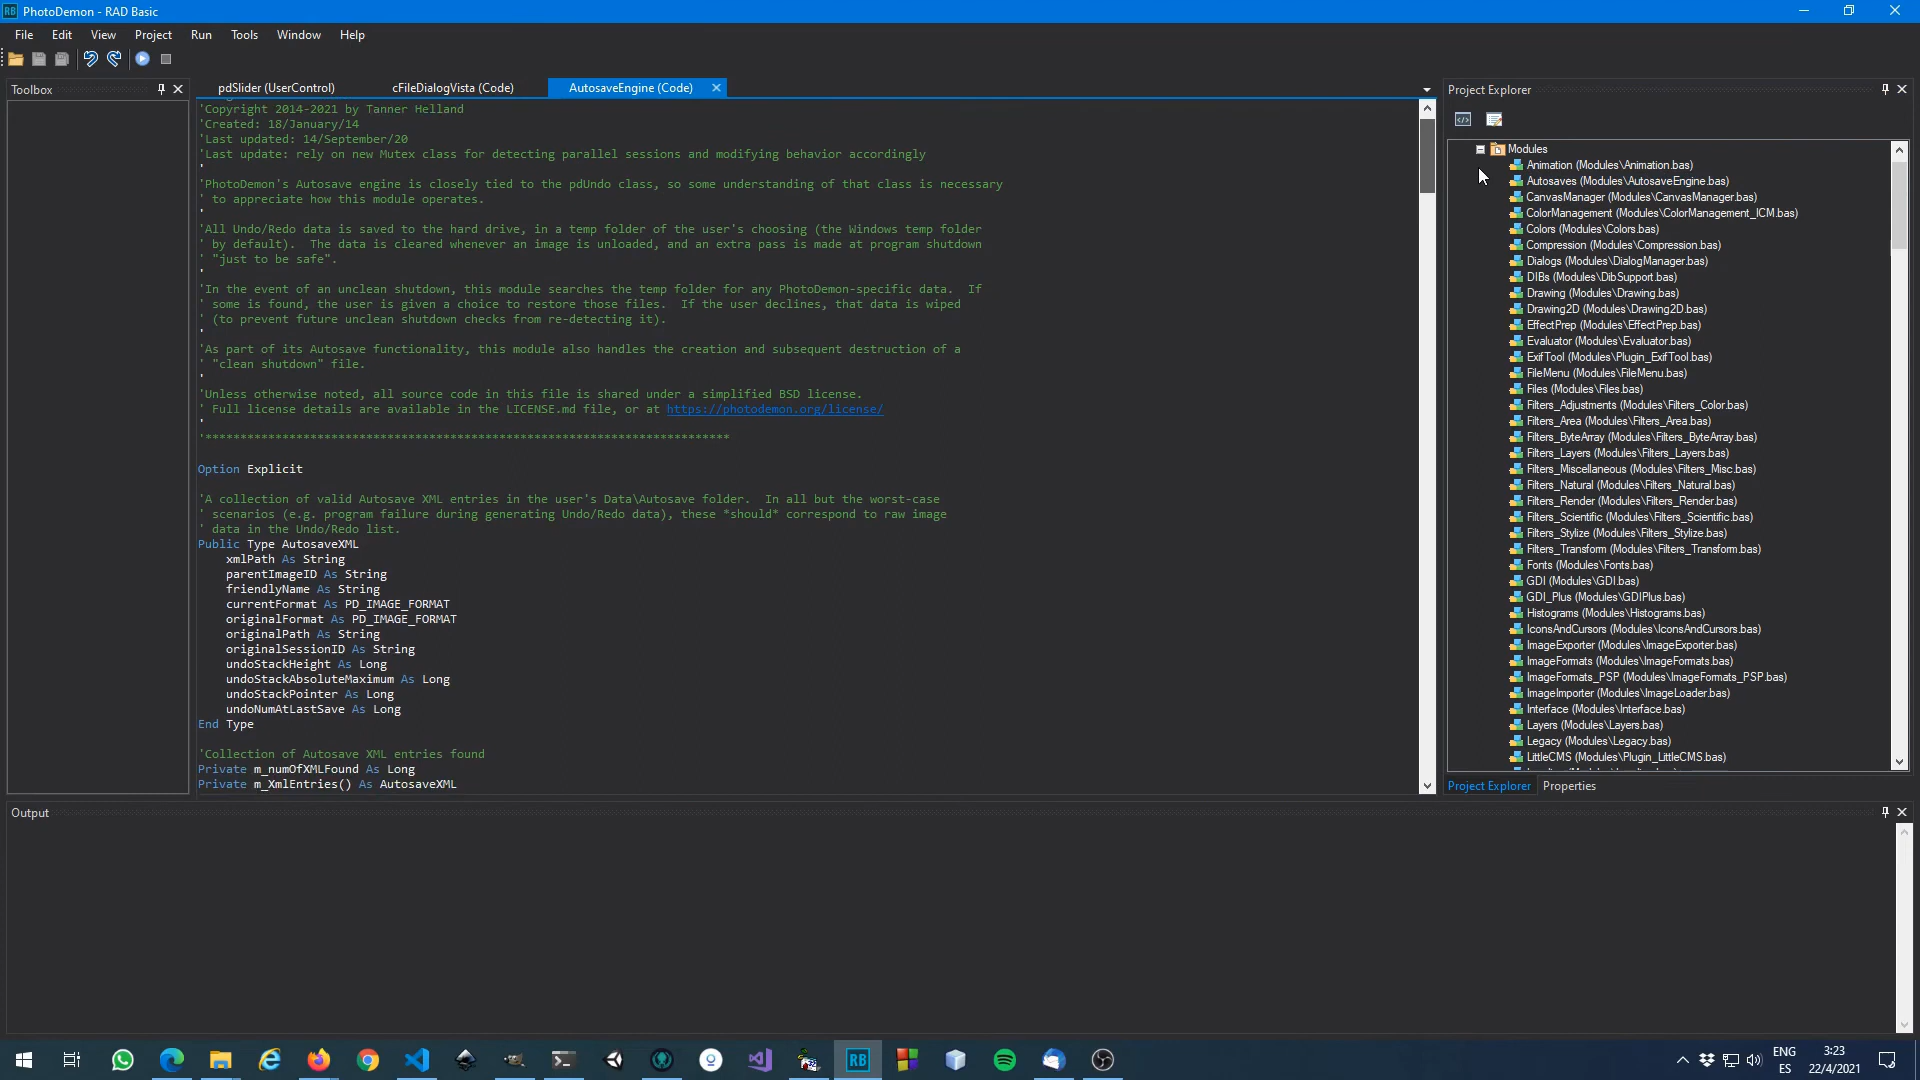 PhotoDemon - RAD Basic
File Edit View Project Run Tools Window Help
Toolbox
pdSlider (UserControl) cFileDialogVista (Code) AutosaveEngine (Code)
'Copyright 2014-2021 by Tanner Helland
'Created: 18/January/14
'Last updated: 14/September/20
'Last update: rely on new Mutex class for detecting parallel sessions and modifying behavior accordingly
'
'PhotoDemon's Autosave engine is closely tied to the pdUndo class, so some understanding of that class is necessary
' to appreciate how this module operates.
'
'All Undo/Redo data is saved to the hard drive, in a temp folder of the user's choosing (the Windows temp folder
' by default).  The data is cleared whenever an image is unloaded, and an extra pass is made at program shutdown
' "just to be safe".
'
'In the event of an unclean shutdown, this module searches the temp folder for any PhotoDemon-specific data.  If
' some is found, the user is given a choice to restore those files.  If the user declines, that data is wiped
' (to prevent future unclean shutdown checks from re-detecting it).
'
'As part of its Autosave functionality, this module also handles the creation and subsequent destruction of a
' "clean shutdown" file.
'
'Unless otherwise noted, all source code in this file is shared under a simplified BSD license.
' Full license details are available in the LICENSE.md file, or at https://photodemon.org/license/
'
'***************************************************************************
Option Explicit
'A collection of valid Autosave XML entries in the user's Data\Autosave folder.  In all but the worst-case
' scenarios (e.g. program failure during generating Undo/Redo data), these *should* correspond to raw image
' data in the Undo/Redo list.
Public Type AutosaveXML
xmlPath As String
parentImageID As String
friendlyName As String
currentFormat As PD_IMAGE_FORMAT
originalFormat As PD_IMAGE_FORMAT
originalPath As String
originalSessionID As String
undoStackHeight As Long
undoStackAbsoluteMaximum As Long
undoStackPointer As Long
undoNumAtLastSave As Long
End Type
'Collection of Autosave XML entries found
Private m_numOfXMLFound As Long
Private m_XmlEntries() As AutosaveXML
Project Explorer
Modules
Animation (Modules\Animation.bas)
Autosaves (Modules\AutosaveEngine.bas)
CanvasManager (Modules\CanvasManager.bas)
ColorManagement (Modules\ColorManagement_ICM.bas)
Colors (Modules\Colors.bas)
Compression (Modules\Compression.bas)
Dialogs (Modules\DialogManager.bas)
DIBs (Modules\DibSupport.bas)
Drawing (Modules\Drawing.bas)
Drawing2D (Modules\Drawing2D.bas)
EffectPrep (Modules\EffectPrep.bas)
Evaluator (Modules\Evaluator.bas)
ExifTool (Modules\Plugin_ExifTool.bas)
FileMenu (Modules\FileMenu.bas)
Files (Modules\Files.bas)
Filters_Adjustments (Modules\Filters_Color.bas)
Filters_Area (Modules\Filters_Area.bas)
Filters_ByteArray (Modules\Filters_ByteArray.bas)
Filters_Layers (Modules\Filters_Layers.bas)
Filters_Miscellaneous (Modules\Filters_Misc.bas)
Filters_Natural (Modules\Filters_Natural.bas)
Filters_Render (Modules\Filters_Render.bas)
Filters_Scientific (Modules\Filters_Scientific.bas)
Filters_Stylize (Modules\Filters_Stylize.bas)
Filters_Transform (Modules\Filters_Transform.bas)
Fonts (Modules\Fonts.bas)
GDI (Modules\GDI.bas)
GDI_Plus (Modules\GDIPlus.bas)
Histograms (Modules\Histograms.bas)
IconsAndCursors (Modules\IconsAndCursors.bas)
ImageExporter (Modules\ImageExporter.bas)
ImageFormats (Modules\ImageFormats.bas)
ImageFormats_PSP (Modules\ImageFormats_PSP.bas)
ImageImporter (Modules\ImageLoader.bas)
Interface (Modules\Interface.bas)
Layers (Modules\Layers.bas)
Legacy (Modules\Legacy.bas)
LittleCMS (Modules\Plugin_LittleCMS.bas)
Project Explorer Properties
Output
RB
ENG
ES
3:23
22/4/2021